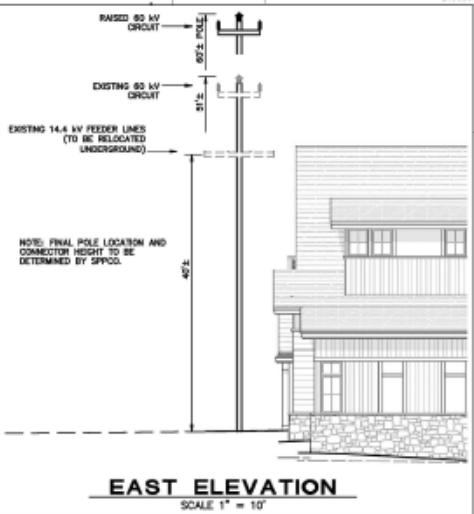 RAISED 60 kV
CIRCUIT
60'± POLE
EXISTING 60 kV
CIRCUIT
51'±
EXISTING 14.4 kV FEEDER LINES
(TO BE RELOCATED
UNDERGROUND)
NOTE: FINAL POLE LOCATION AND
CONNECTOR HEIGHT TO BE
DETERMINED BY SPPCO.
40'±
EAST ELEVATION
SCALE 1" = 10'